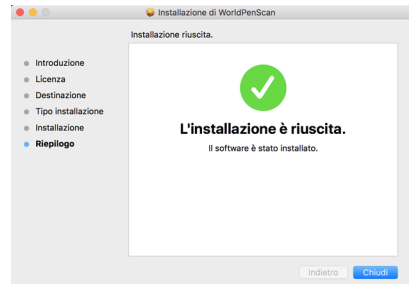 Installazione di WorldPenScan
Installazione riuscita.
Introduzione
Licenza
Destinazione
Tipo installazione
Installazione
Riepilogo
L'installazione è riuscita.
Il software è stato installato.
Indietro
Chiudi